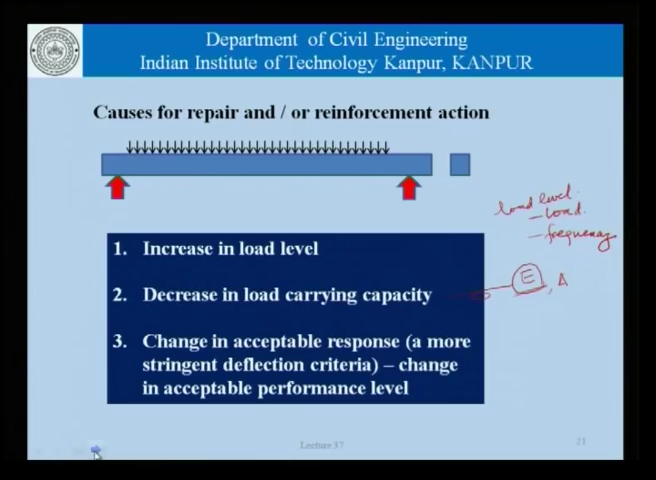 Department of Civil Engineering
Indian Institute of Technology Kanpur, KANPUR
Causes for repair and / or reinforcement action
load level.
– Load.
– frequency
1. Increase in load level
E, A
2. Decrease in load carrying capacity
3. Change in acceptable response (a more
stringent deflection criteria) – change
in acceptable performance level
Lecture 37
21